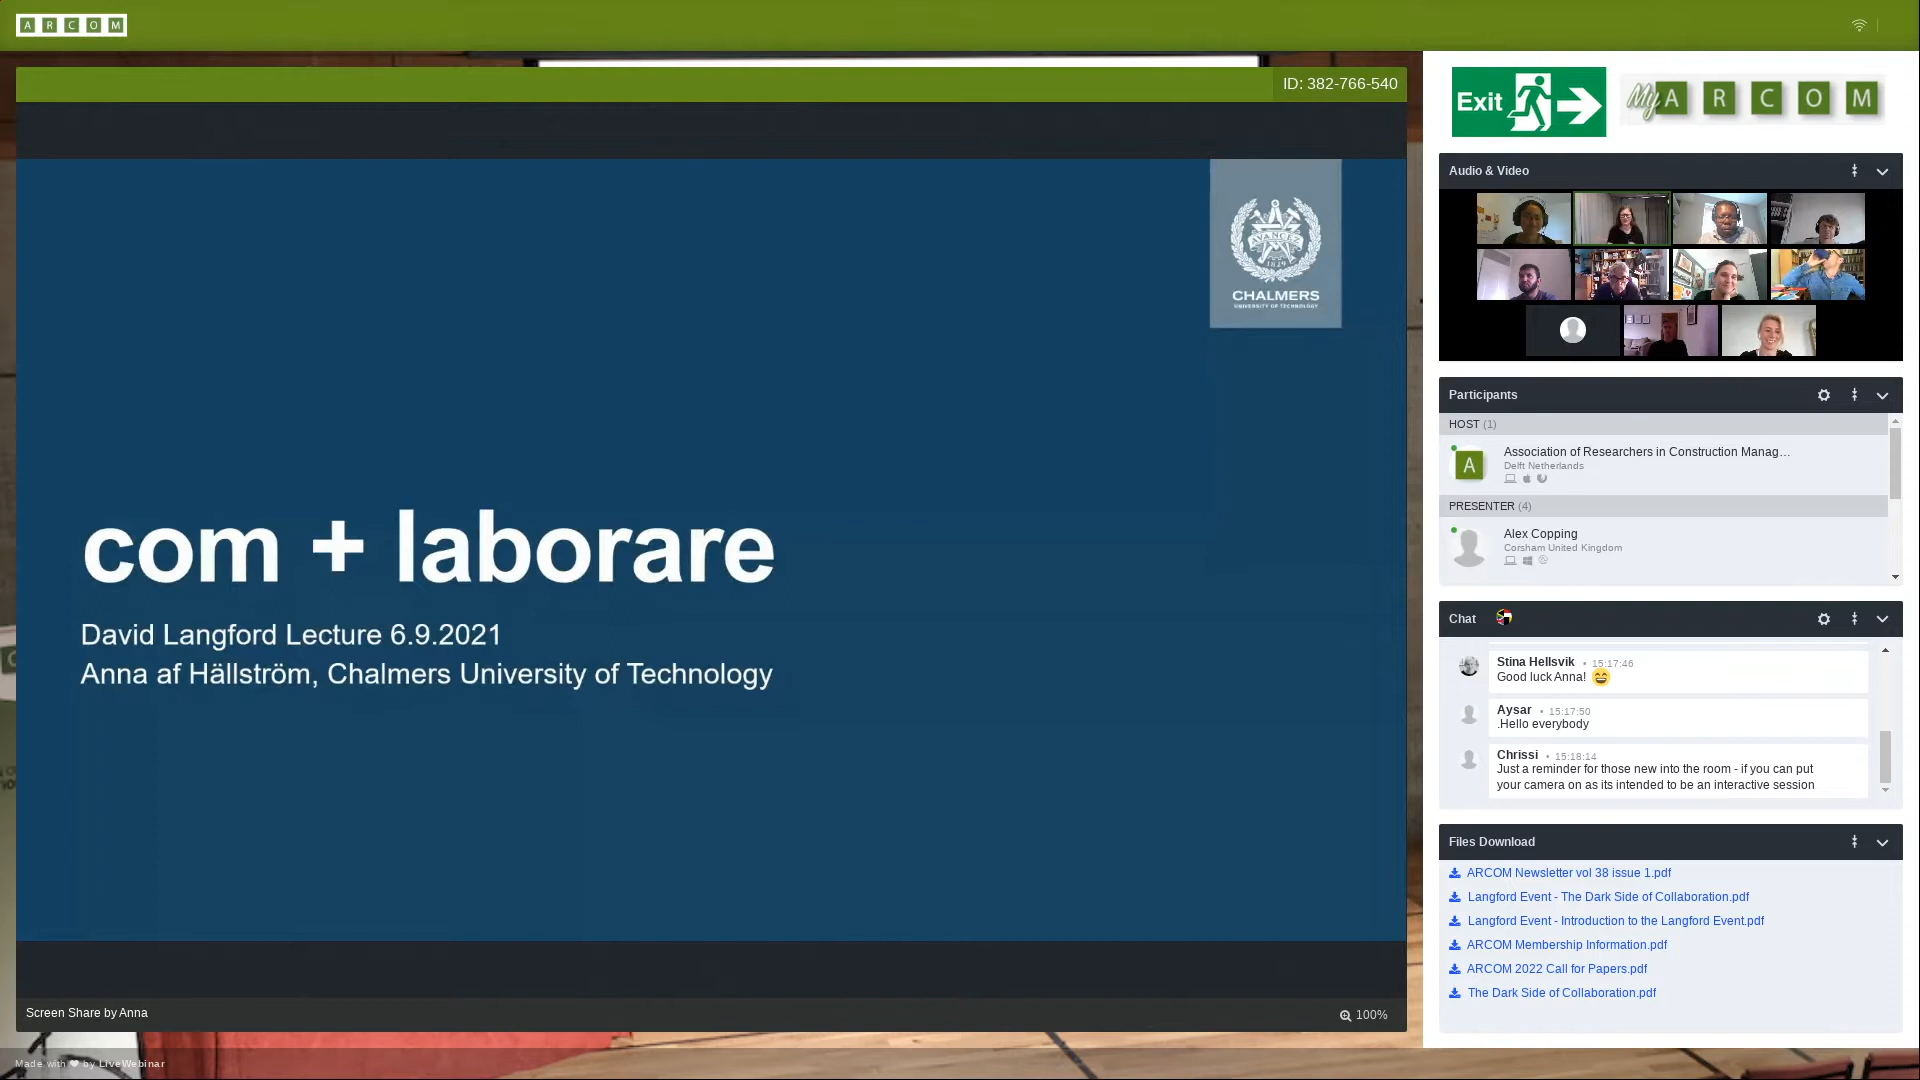 A R C O M
ID: 382-766-540
AVANCEZ
1829
CHALMERS
UNIVERSITY OF TECHNOLOGY
com + laborare
David Langford Lecture 6.9.2021
Anna af Hällström, Chalmers University of Technology
Screen Share by Anna
100%
Made with ♥ by LiveWebinar
Exit
My A R C O M
Audio & Video
Participants
HOST (1)
A
Association of Researchers in Construction Manag…
Delft Netherlands
PRESENTER (4)
Alex Copping
Corsham United Kingdom
Chat
Stina Hellsvik • 15:17:46
Good luck Anna! 😄
Aysar • 15:17:50
.Hello everybody
Chrissi • 15:18:14
Just a reminder for those new into the room - if you can put
your camera on as its intended to be an interactive session
Files Download
ARCOM Newsletter vol 38 issue 1.pdf
Langford Event - The Dark Side of Collaboration.pdf
Langford Event - Introduction to the Langford Event.pdf
ARCOM Membership Information.pdf
ARCOM 2022 Call for Papers.pdf
The Dark Side of Collaboration.pdf